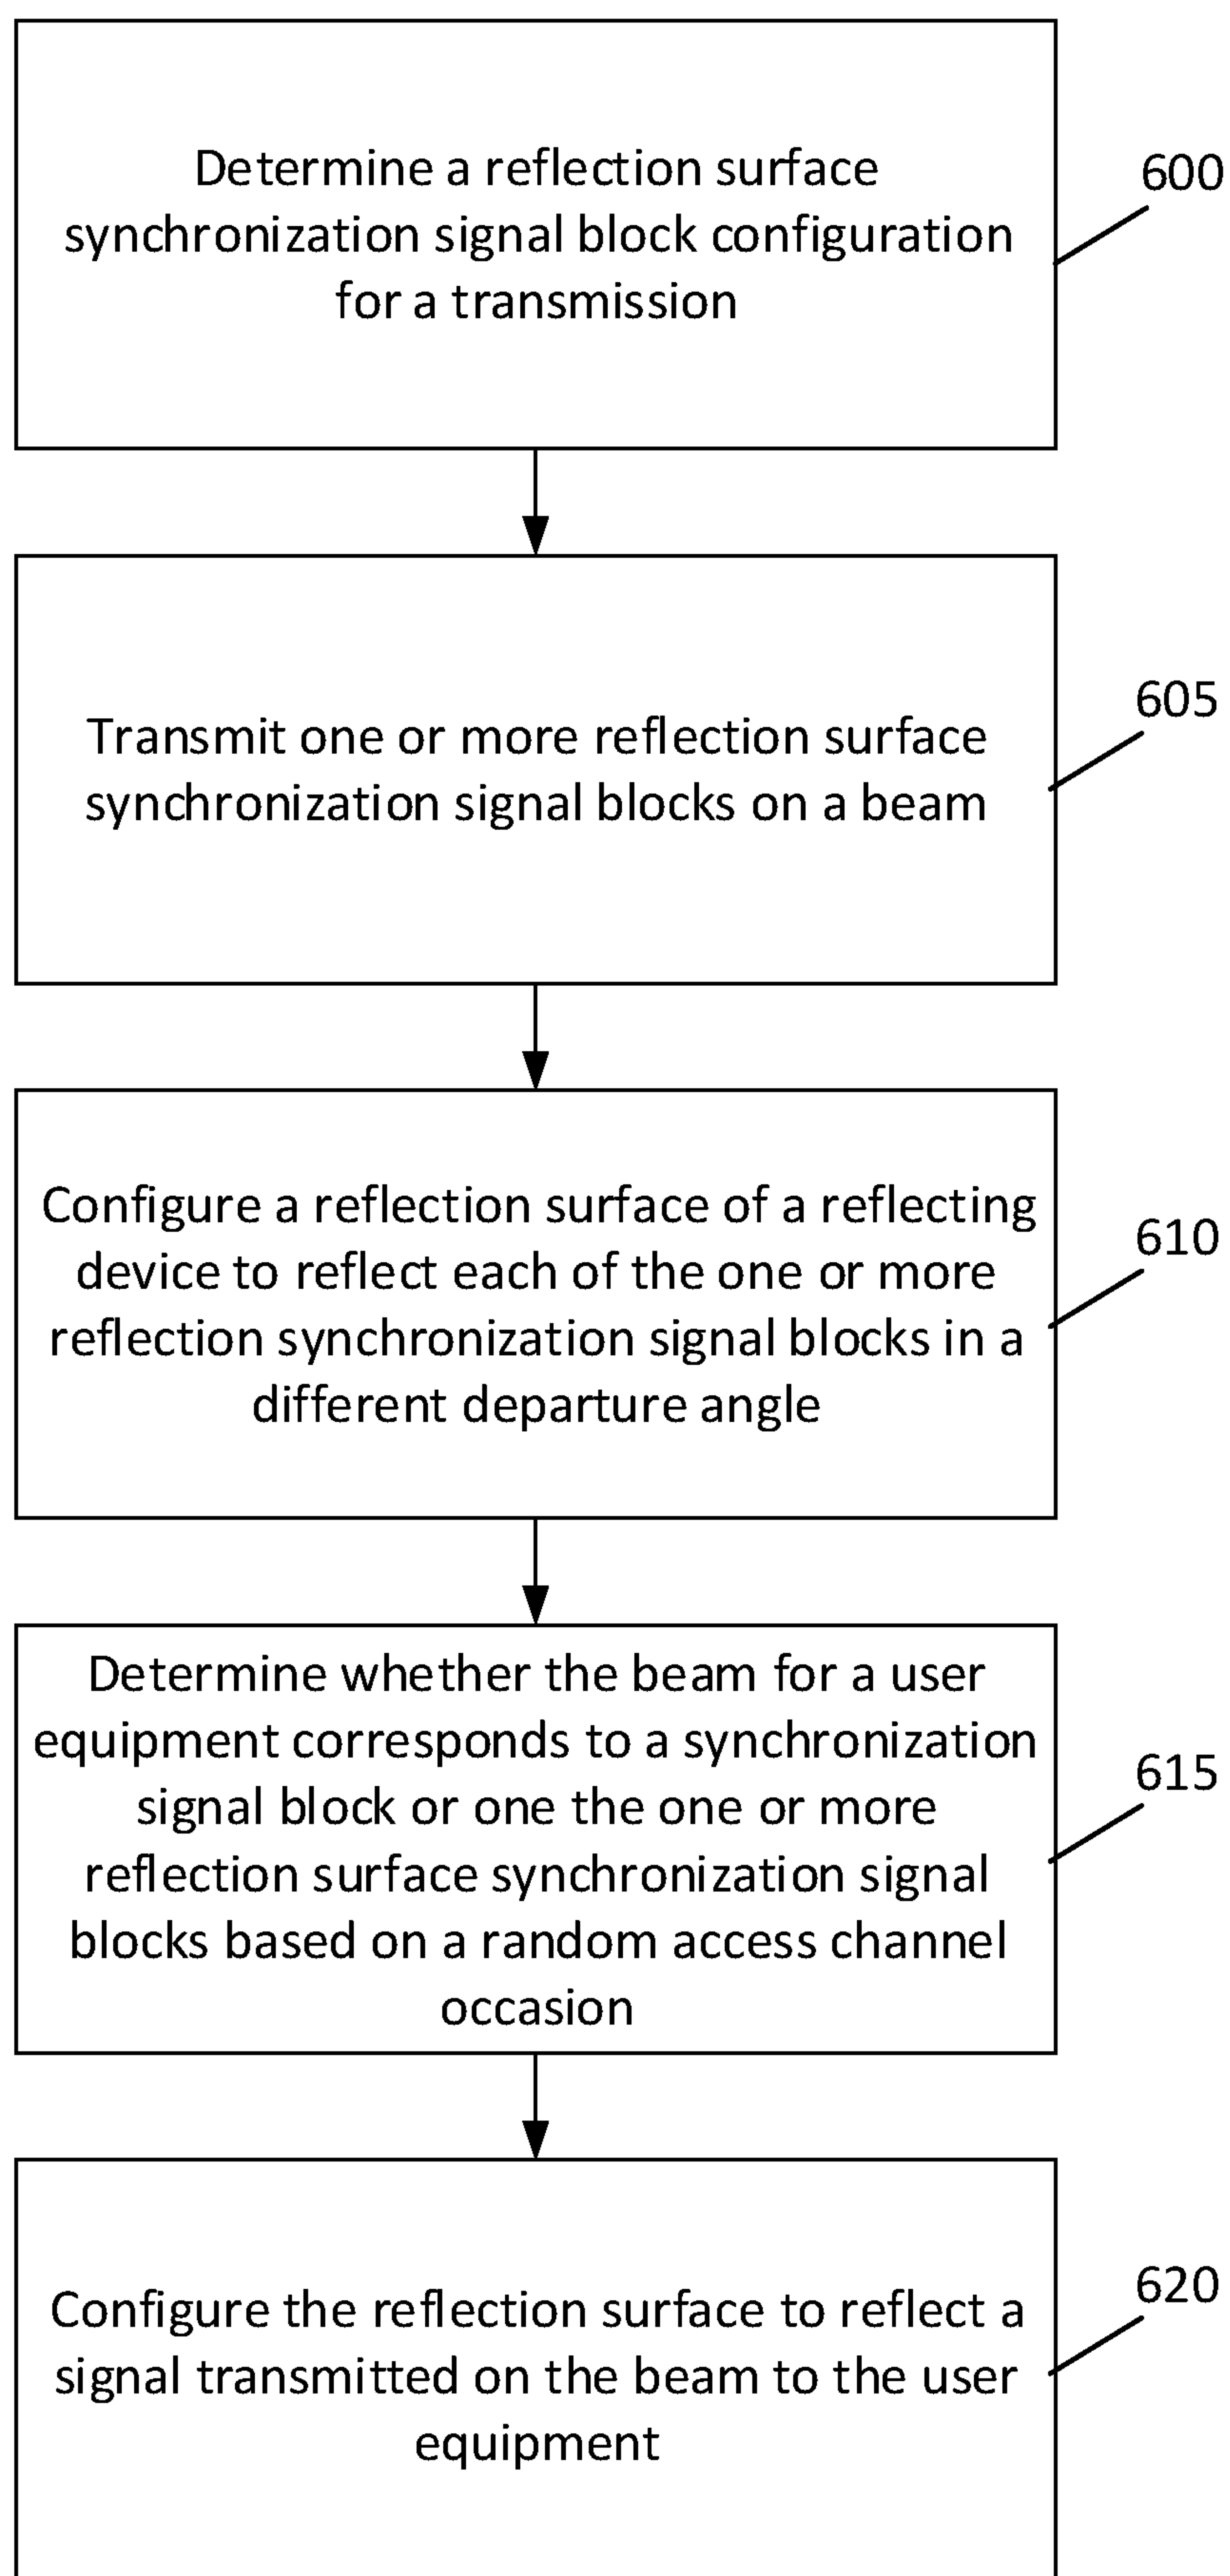 Determine a reflection surface
synchronization signal block configuration
for a transmission
600
Transmit one or more reflection surface
synchronization signal blocks on a beam
605
Configure a reflection surface of a reflecting
device to reflect each of the one or more
reflection synchronization signal blocks in a
different departure angle
610
Determine whether the beam for a user
equipment corresponds to a synchronization
signal block or one the one or more
reflection surface synchronization signal
blocks based on a random access channel
occasion
615
Configure the reflection surface to reflect a
signal transmitted on the beam to the user
equipment
620